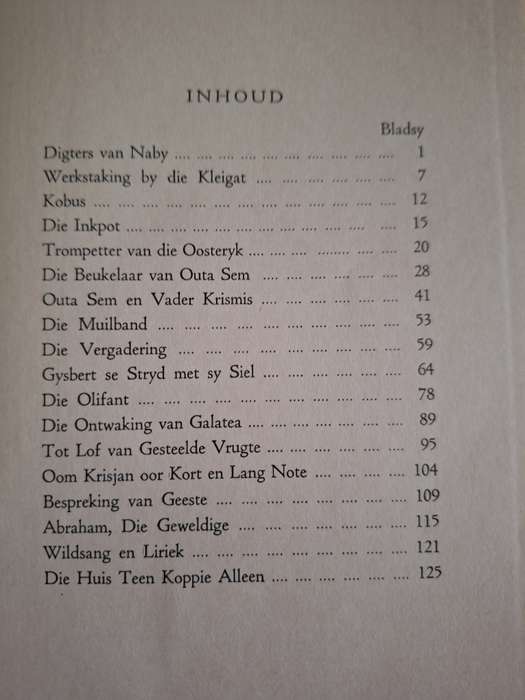 INHOUD
Bladsy
Digters van Naby .... .... .... .... .... .... .... .... .... .... 1
Werkstaking by die Kleigat .... .... .... .... .... .... .... 7
Kobus .... .... .... .... .... .... .... .... .... .... .... .... 12
Die Inkpot .... .... .... .... .... .... .... .... .... .... .... 15
Trompetter van die Oosteryk .... .... .... ........ .... .... 20
Die Beukelaar van Outa Sem .... .... .... .... .... .... .... 28
Outa Sem en Vader Krismis .... .... .... .... .... .... .... 41
Die Muilband .... .... .... .... .... .... .... .... .... .... 53
Die Vergadering .... .... .... .... .... .... .... .... .... 59
Gysbert se Stryd met sy Siel .... .... .... .... .... .... .... 64
Die Olifant .... .... .... .... .... .... .... .... .... .... .... 78
Die Ontwaking van Galatea .... .... .... .... .... .... .... 89
Tot Lof van Gesteelde Vrugte .... .... .... .... .... .... 95
Oom Krisjan oor Kort en Lang Note .... .... .... .... 104
Bespreking van Geeste .... .... .... .... .... .... .... .... 109
Abraham, Die Geweldige .... .... .... .... .... .... .... 115
Wildsang en Liriek .... .... .... .... .... .... .... .... .... 121
Die Huis Teen Koppie Alleen .... .... .... .... .... .... 125